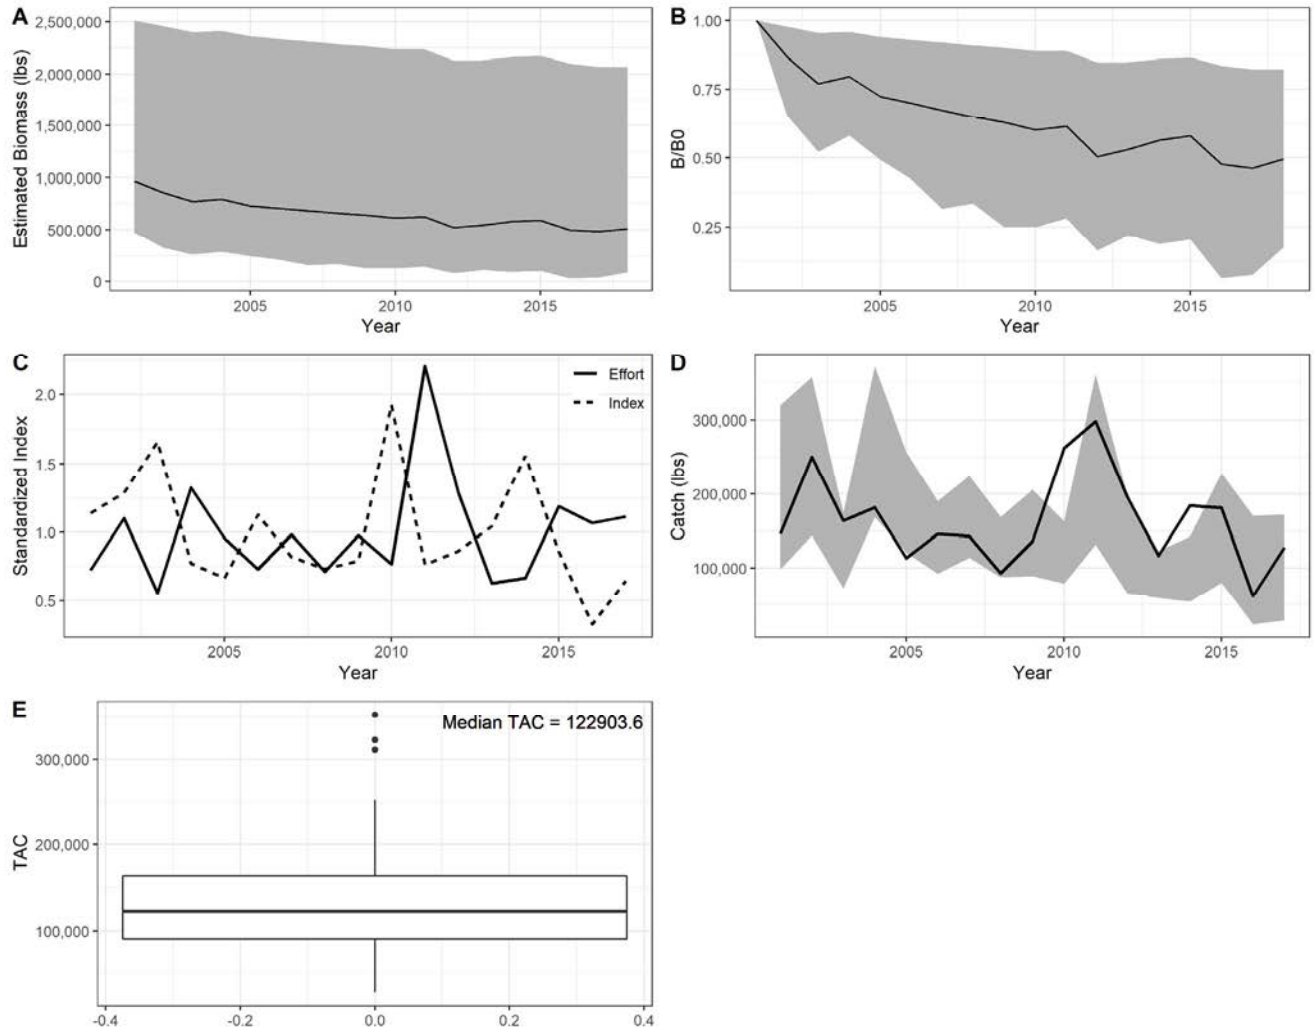 A
Estimated Biomass (lbs)
2,500,000
2,000,000
1,500,000
1,000,000
500,000
0
2005 2010 2015
Year
B
B/B0
1.00
0.75
0.50
0.25
2005 2010 2015
Year
C
Standardized Index
2.0
1.5
1.0
0.5
Effort
Index
2005 2010 2015
Year
D
Catch (lbs)
300,000
200,000
100,000
2005 2010 2015
Year
E
Median TAC = 122903.6
TAC
300,000
200,000
100,000
-0.4 -0.2 0.0 0.2 0.4